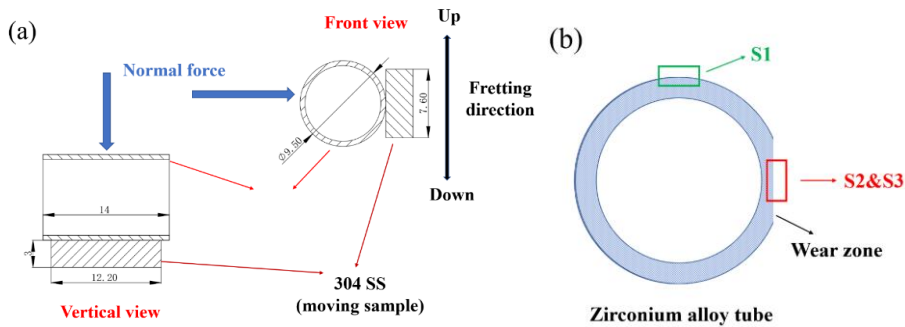 (a)
Front view
Up
Normal force
7.60
Fretting
direction
Ø9.50
Down
14
3
12.20
304 SS
(moving sample)
Vertical view
(b)
S1
S2&S3
Wear zone
Zirconium alloy tube